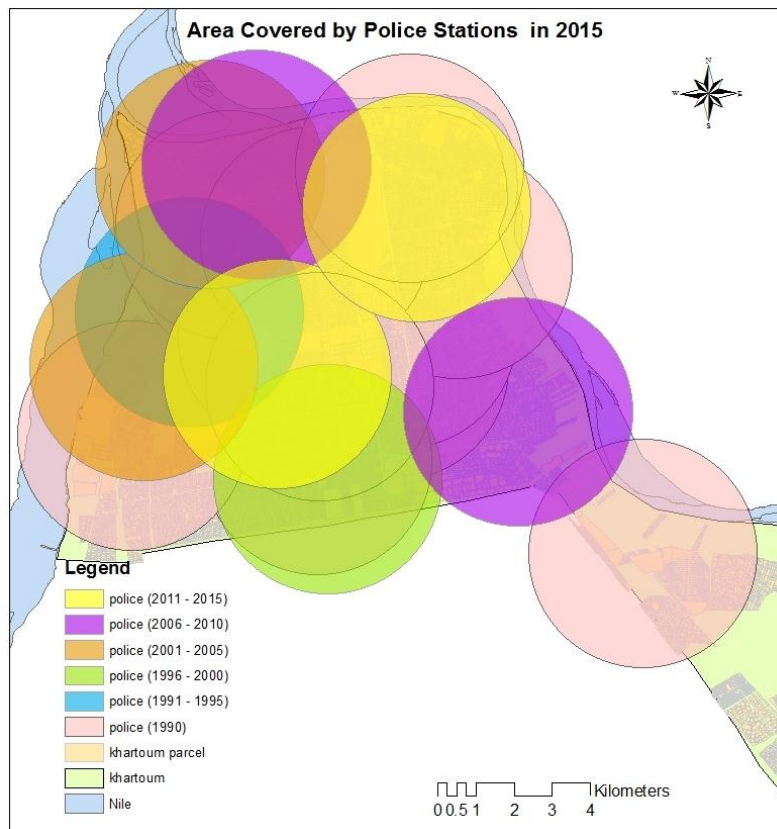 Area Covered by Police Stations in 2015
N
W E
S
Legend
police (2011 - 2015)
police (2006 - 2010)
police (2001 - 2005)
police (1996 - 2000)
police (1991 - 1995)
police (1990)
khartoum parcel
khartoum
Nile
Kilometers
0 0.5 1 2 3 4